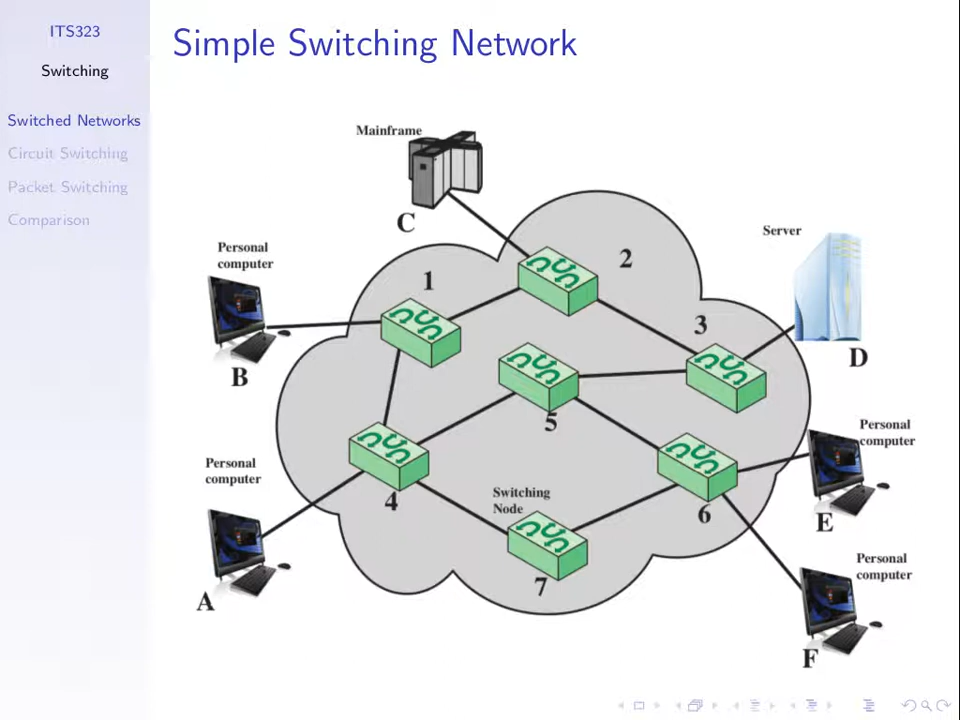 ITS323
Switching
Switched Networks
Circuit Switching
Packet Switching
Comparison
Simple Switching Network
Mainframe
C
2
Server
Personal
computer
1
3
D
B
5
Personal
computer
Personal
computer
4
Switching
Node
6
E
7
A
Personal
computer
F